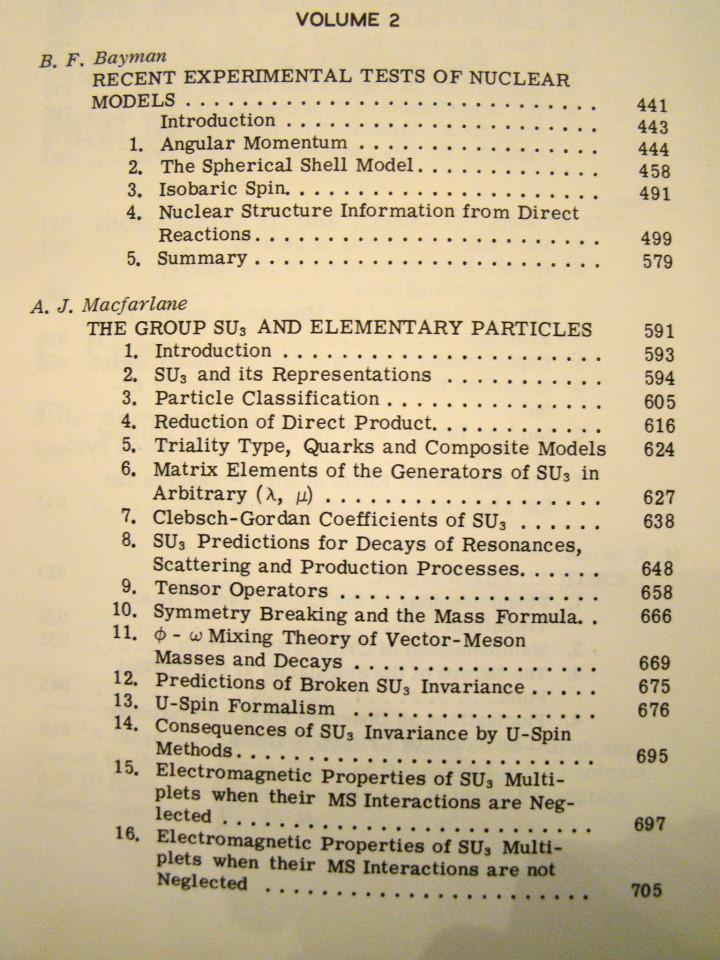 VOLUME 2
B. F. Bayman
RECENT EXPERIMENTAL TESTS OF NUCLEAR
MODELS . . . . . . . . . . . . . . . . . . . . . . . . . . . . . 441
Introduction . . . . . . . . . . . . . . . . . . . . . . 443
1. Angular Momentum . . . . . . . . . . . . . . . . . 444
2. The Spherical Shell Model . . . . . . . . . . . . . 458
3. Isobaric Spin. . . . . . . . . . . . . . . . . . . . . . . 491
4. Nuclear Structure Information from Direct
Reactions . . . . . . . . . . . . . . . . . . . . . . . . . 499
5. Summary . . . . . . . . . . . . . . . . . . . . . . . . . 579
A. J. Macfarlane
THE GROUP SU₃ AND ELEMENTARY PARTICLES 591
1. Introduction . . . . . . . . . . . . . . . . . . . . . . . 593
2. SU₃ and its Representations . . . . . . . . . . . 594
3. Particle Classification . . . . . . . . . . . . . . . 605
4. Reduction of Direct Product. . . . . . . . . . . . 616
5. Triality Type, Quarks and Composite Models 624
6. Matrix Elements of the Generators of SU₃ in
Arbitrary (λ, μ) . . . . . . . . . . . . . . . . . . . . 627
7. Clebsch-Gordan Coefficients of SU₃ . . . . . . 638
8. SU₃ Predictions for Decays of Resonances,
Scattering and Production Processes. . . . . . 648
9. Tensor Operators . . . . . . . . . . . . . . . . . . . 658
10. Symmetry Breaking and the Mass Formula. . 666
11. ϕ - ω Mixing Theory of Vector-Meson
Masses and Decays . . . . . . . . . . . . . . . . . . 669
12. Predictions of Broken SU₃ Invariance . . . . . 675
13. U-Spin Formalism . . . . . . . . . . . . . . . . . . 676
14. Consequences of SU₃ Invariance by U-Spin
Methods . . . . . . . . . . . . . . . . . . . . . . . . . . 695
15. Electromagnetic Properties of SU₃ Multi-
plets when their MS Interactions are Neg-
lected . . . . . . . . . . . . . . . . . . . . . . . . . . . 697
16. Electromagnetic Properties of SU₃ Multi-
plets when their MS Interactions are not
Neglected . . . . . . . . . . . . . . . . . . . . . . . . 705